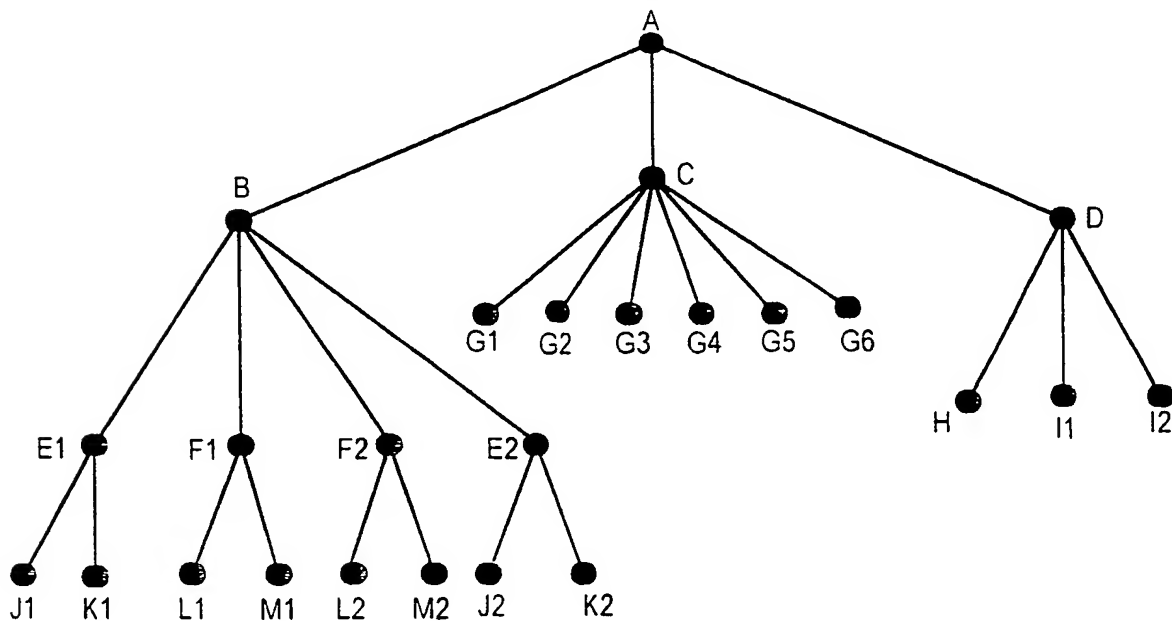 A
B
C
D
G1 G2 G3 G4 G5 G6
H I1 I2
E1 F1 F2 E2
J1 K1 L1 M1 L2 M2 J2 K2